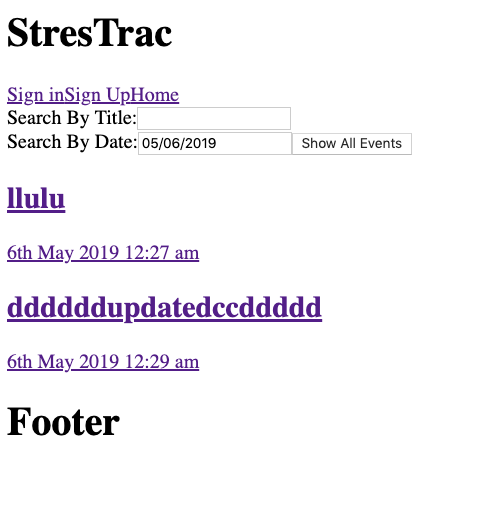 StresTrac
Sign inSign UpHome
Search By Title:
Search By Date: 05/06/2019 Show All Events
llulu
6th May 2019 12:27 am
ddddddupdatedccddddd
6th May 2019 12:29 am
Footer